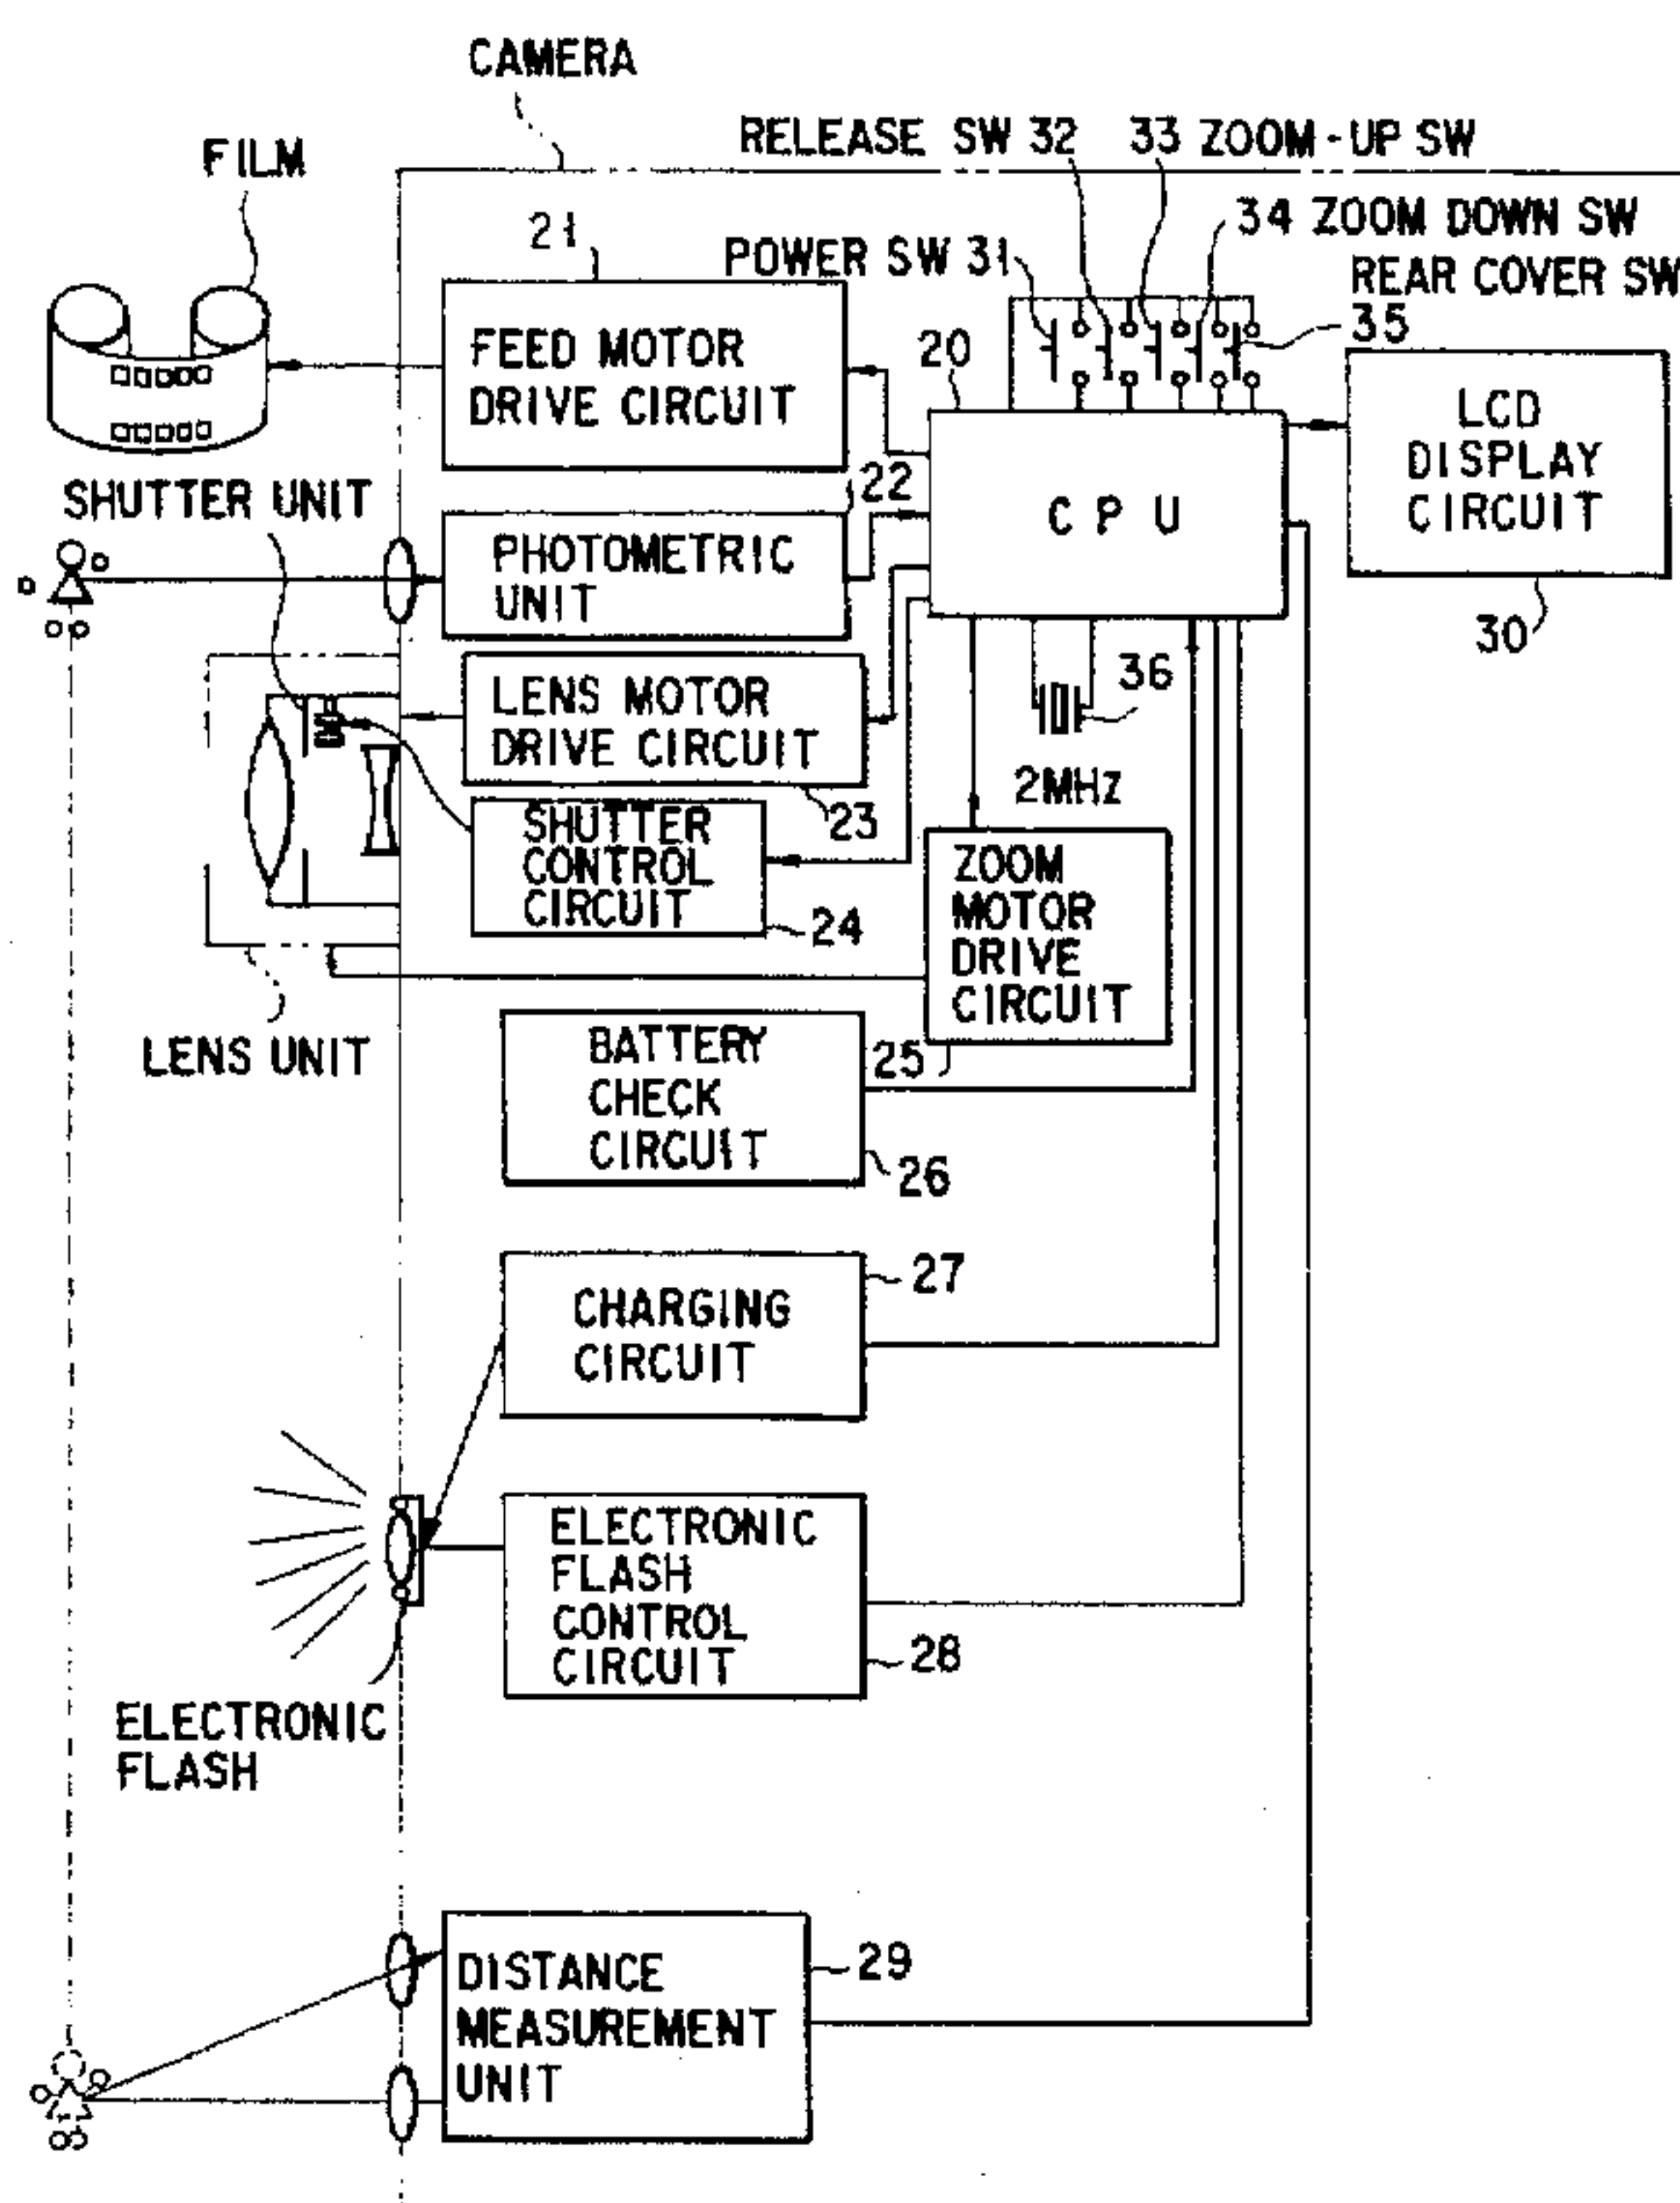 CAMERA
RELEASE SW 32
33 ZOOM-UP SW
FILM
34 ZOOM DOWN SW
21
POWER SW 31
REAR COVER SW
35
FEED MOTOR
DRIVE CIRCUIT
20
LCD
DISPLAY
CIRCUIT
22
SHUTTER UNIT
CPU
PHOTOMETRIC
UNIT
30
36
LENS MOTOR
DRIVE CIRCUIT
2MHZ
23
SHUTTER
CONTROL
CIRCUIT
24
ZOOM
MOTOR
DRIVE
CIRCUIT
LENS UNIT
25
BATTERY
CHECK
CIRCUIT
26
27
CHARGING
CIRCUIT
ELECTRONIC
FLASH
CONTROL
CIRCUIT
28
ELECTRONIC
FLASH
29
DISTANCE
MEASUREMENT
UNIT